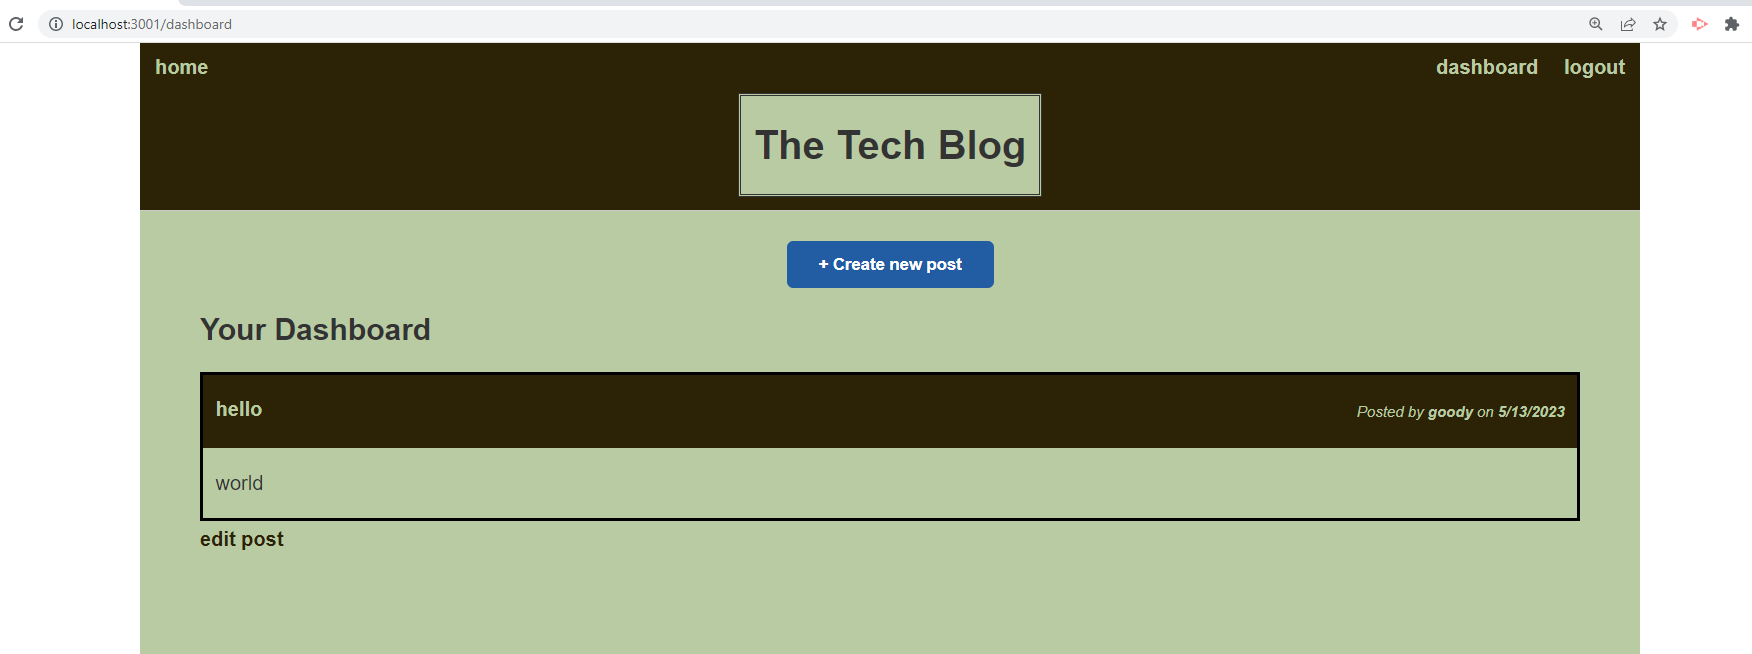 localhost:3001/dashboard
home dashboard logout
The Tech Blog
+ Create new post
Your Dashboard
hello Posted by goody on 5/13/2023
world
edit post